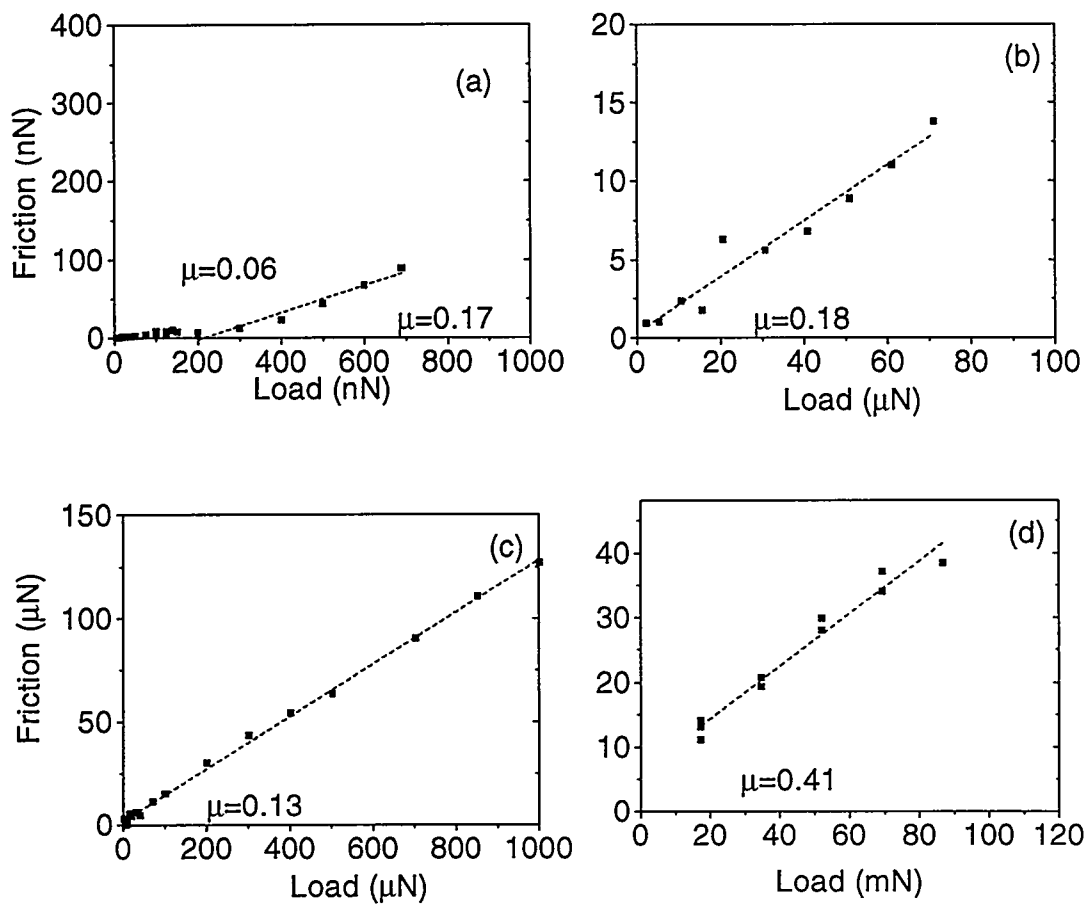 400
300
200
100
0
Friction (nN)
(a)
μ=0.06
μ=0.17
0 200 400 600 800 1000
Load (nN)
20
15
10
5
0
(b)
μ=0.18
0 20 40 60 80 100
Load (μN)
150
100
50
0
Friction (μN)
(c)
μ=0.13
0 200 400 600 800 1000
Load (μN)
40
30
20
10
0
(d)
μ=0.41
0 20 40 60 80 100 120
Load (mN)